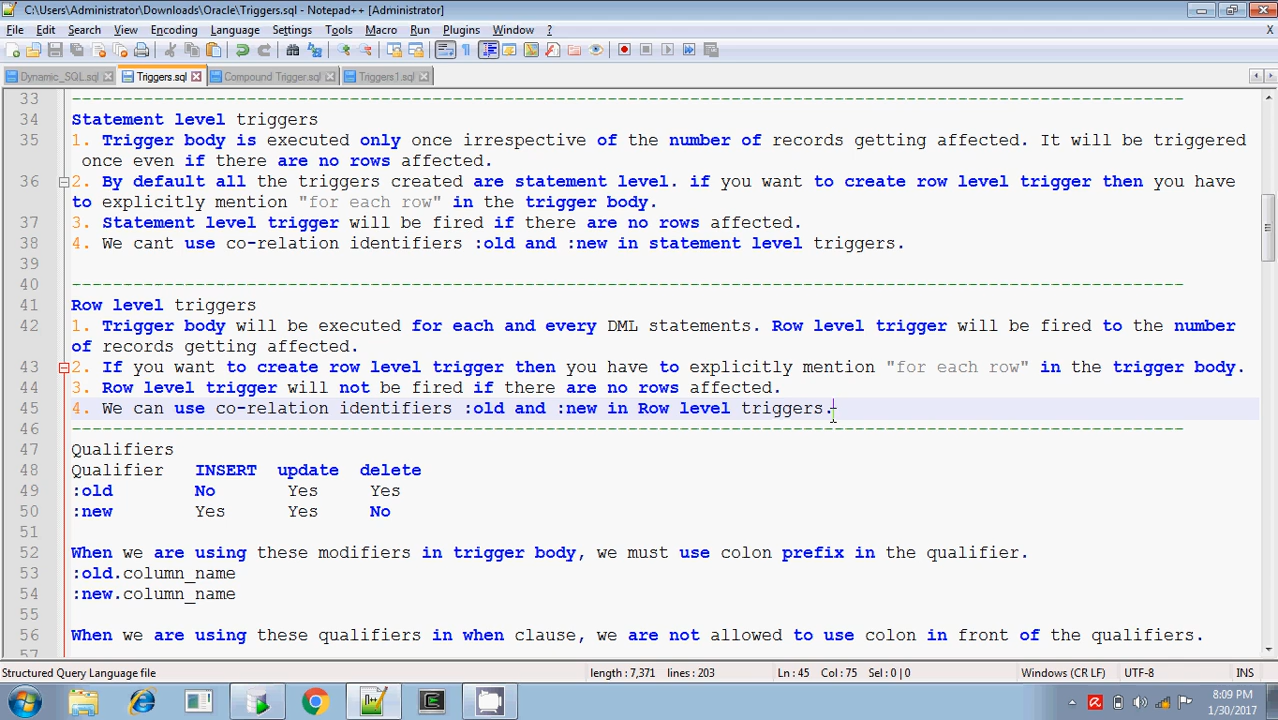 C:\Users\Administrator\Downloads\Oracle\Triggers.sql - Notepad++ [Administrator]
File Edit Search View Encoding Language Settings Tools Macro Run Plugins Window ? X
Dynamic_SQL.sql Triggers.sql Compound Trigger.sql Triggers1.sql
33 ------------------------------------------------------------------------------------------------------------
34 Statement level triggers
35 1. Trigger body is executed only once irrespective of the number of records getting affected. It will be triggered
once even if there are no rows affected.
36 2. By default all the triggers created are statement level. if you want to create row level trigger then you have
to explicitly mention "for each row" in the trigger body.
37 3. Statement level trigger will be fired if there are no rows affected.
38 4. We cant use co-relation identifiers :old and :new in statement level triggers.
39
40 ------------------------------------------------------------------------------------------------------------
41 Row level triggers
42 1. Trigger body will be executed for each and every DML statements. Row level trigger will be fired to the number
of records getting affected.
43 2. If you want to create row level trigger then you have to explicitly mention "for each row" in the trigger body.
44 3. Row level trigger will not be fired if there are no rows affected.
45 4. We can use co-relation identifiers :old and :new in Row level triggers.
46 ------------------------------------------------------------------------------------------------------------
47 Qualifiers
48 Qualifier INSERT update delete
49 :old No Yes Yes
50 :new Yes Yes No
51
52 When we are using these modifiers in trigger body, we must use colon prefix in the qualifier.
53 :old.column_name
54 :new.column_name
55
56 When we are using these qualifiers in when clause, we are not allowed to use colon in front of the qualifiers.
57
Structured Query Language file length : 7,371 lines : 203 Ln : 45 Col : 75 Sel : 0 | 0 Windows (CR LF) UTF-8 INS
8:09 PM
1/30/2017